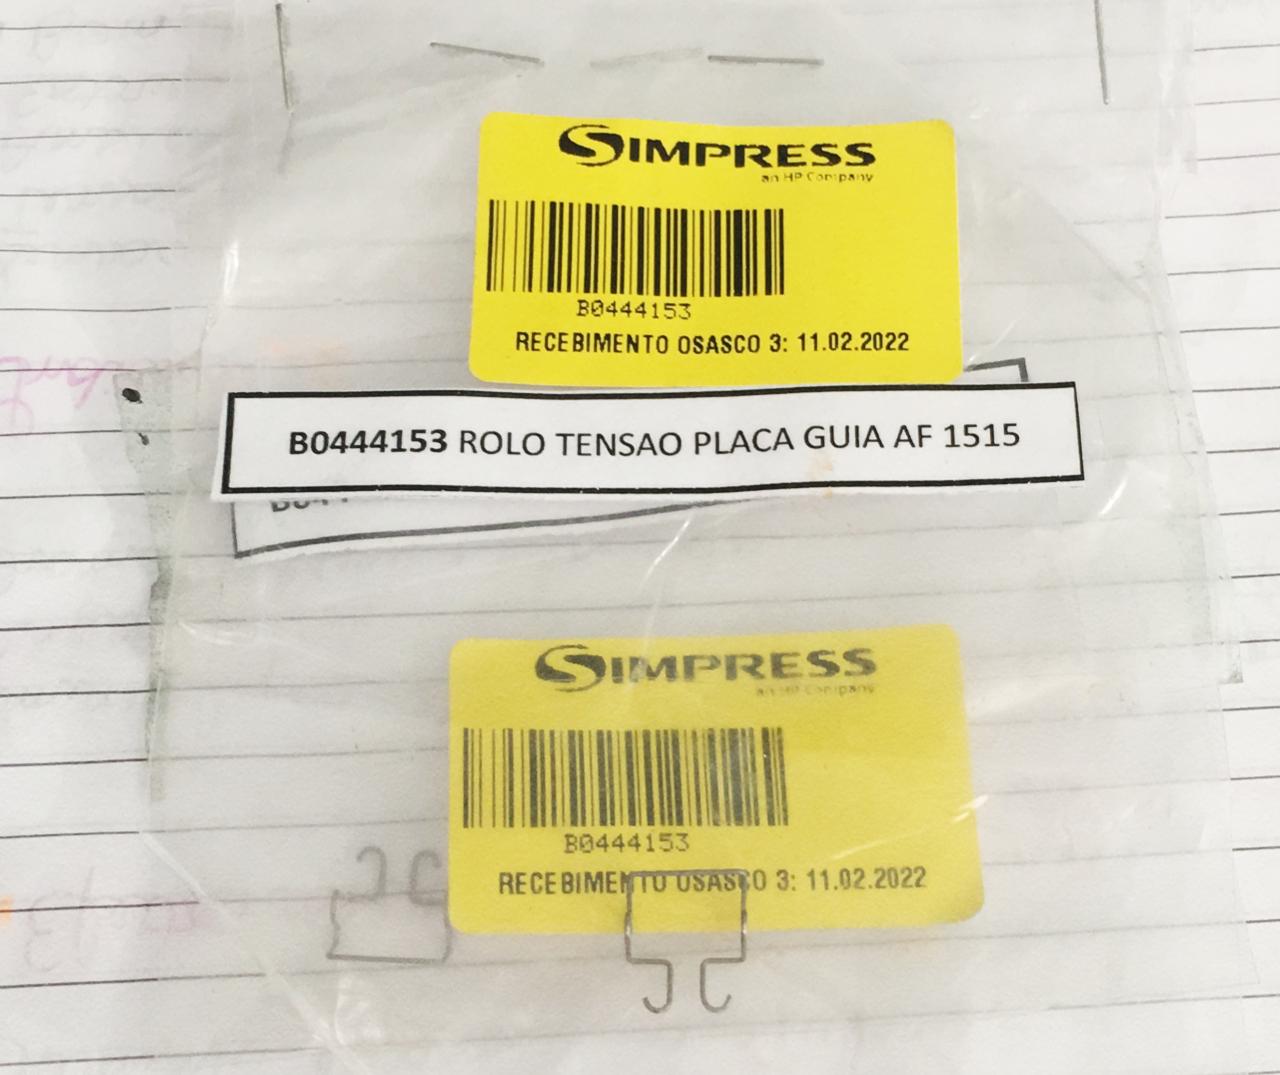 SIMPRESS
an HP Company
B0444153
RECEBIMENTO OSASCO 3: 11.02.2022
B0444153 ROLO TENSAO PLACA GUIA AF 1515
SIMPRESS
an HP Company
B0444153
RECEBIMENTO OSASCO 3: 11.02.2022